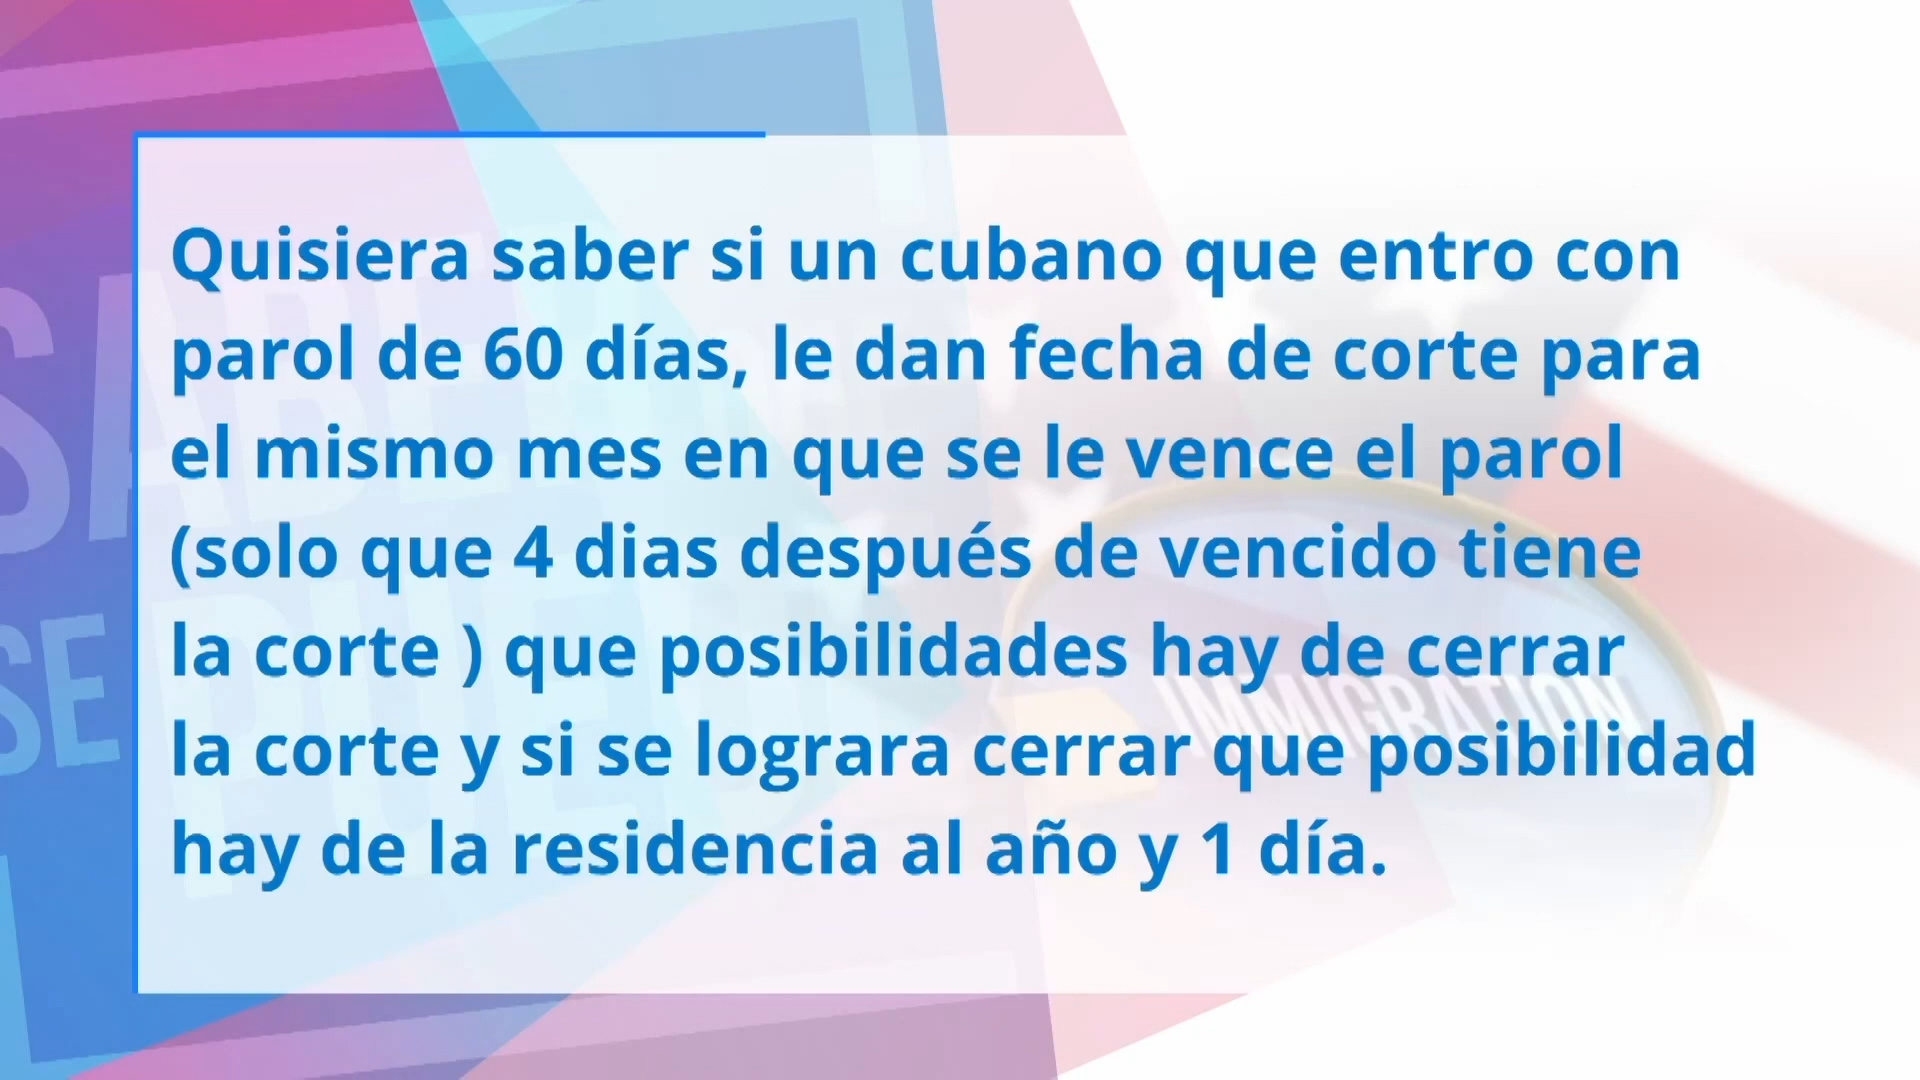 Quisiera saber si un cubano que entro con
parol de 60 días, le dan fecha de corte para
el mismo mes en que se le vence el parol
(solo que 4 dias después de vencido tiene
la corte ) que posibilidades hay de cerrar
la corte y si se lograra cerrar que posibilidad
hay de la residencia al año y 1 día.
IMMIGRATION